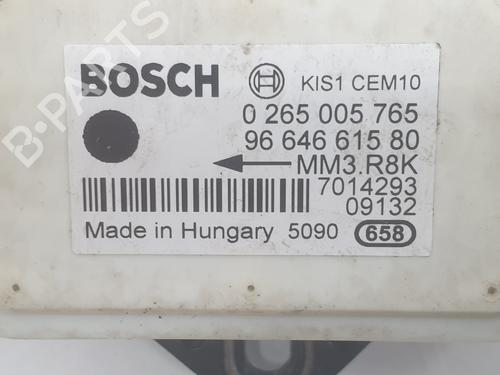 BOSCH KIS1 CEM10
0 265 005 765
96 646 615 80
MM3.R8K
7014293
09132
Made in Hungary 5090 658
B-PARTS